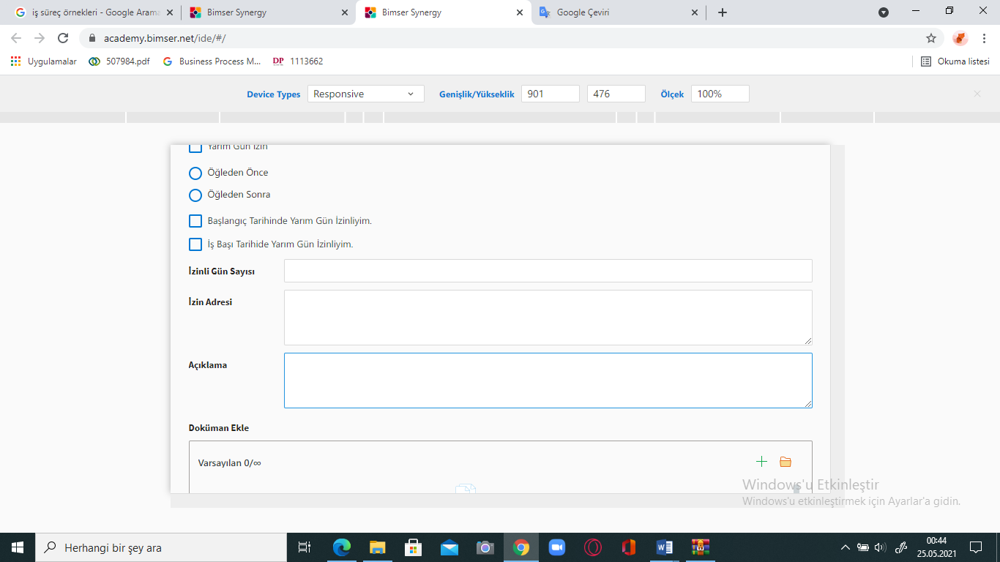 iş süreç örnekleri - Google Arama
Bimser Synergy
Bimser Synergy
Google Çeviri
academy.bimser.net/ide/#/
Uygulamalar
507984.pdf
Business Process M...
DP 1113662
Okuma listesi
Device Types Responsive Genişlik/Yükseklik 901 476 Ölçek 100%
Yarım Gün İzin
Öğleden Önce
Öğleden Sonra
Başlangıç Tarihinde Yarım Gün İzinliyim.
İş Başı Tarihide Yarım Gün İzinliyim.
İzinli Gün Sayısı
İzin Adresi
Açıklama
Doküman Ekle
Varsayılan 0/∞
Windows'u Etkinleştir
Windows'u etkinleştirmek için Ayarlar'a gidin.
Herhangi bir şey ara
00:44
25.05.2021